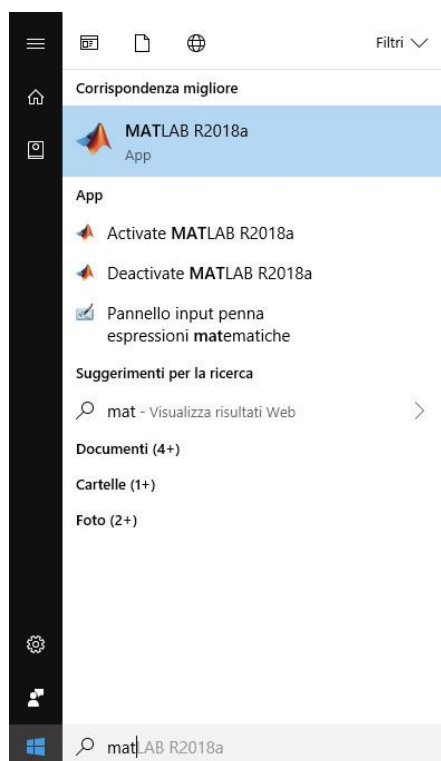 Filtri
Corrispondenza migliore
MATLAB R2018a
App
App
Activate MATLAB R2018a
Deactivate MATLAB R2018a
Pannello input penna
espressioni matematiche
Suggerimenti per la ricerca
mat - Visualizza risultati Web
Documenti (4+)
Cartelle (1+)
Foto (2+)
matLAB R2018a